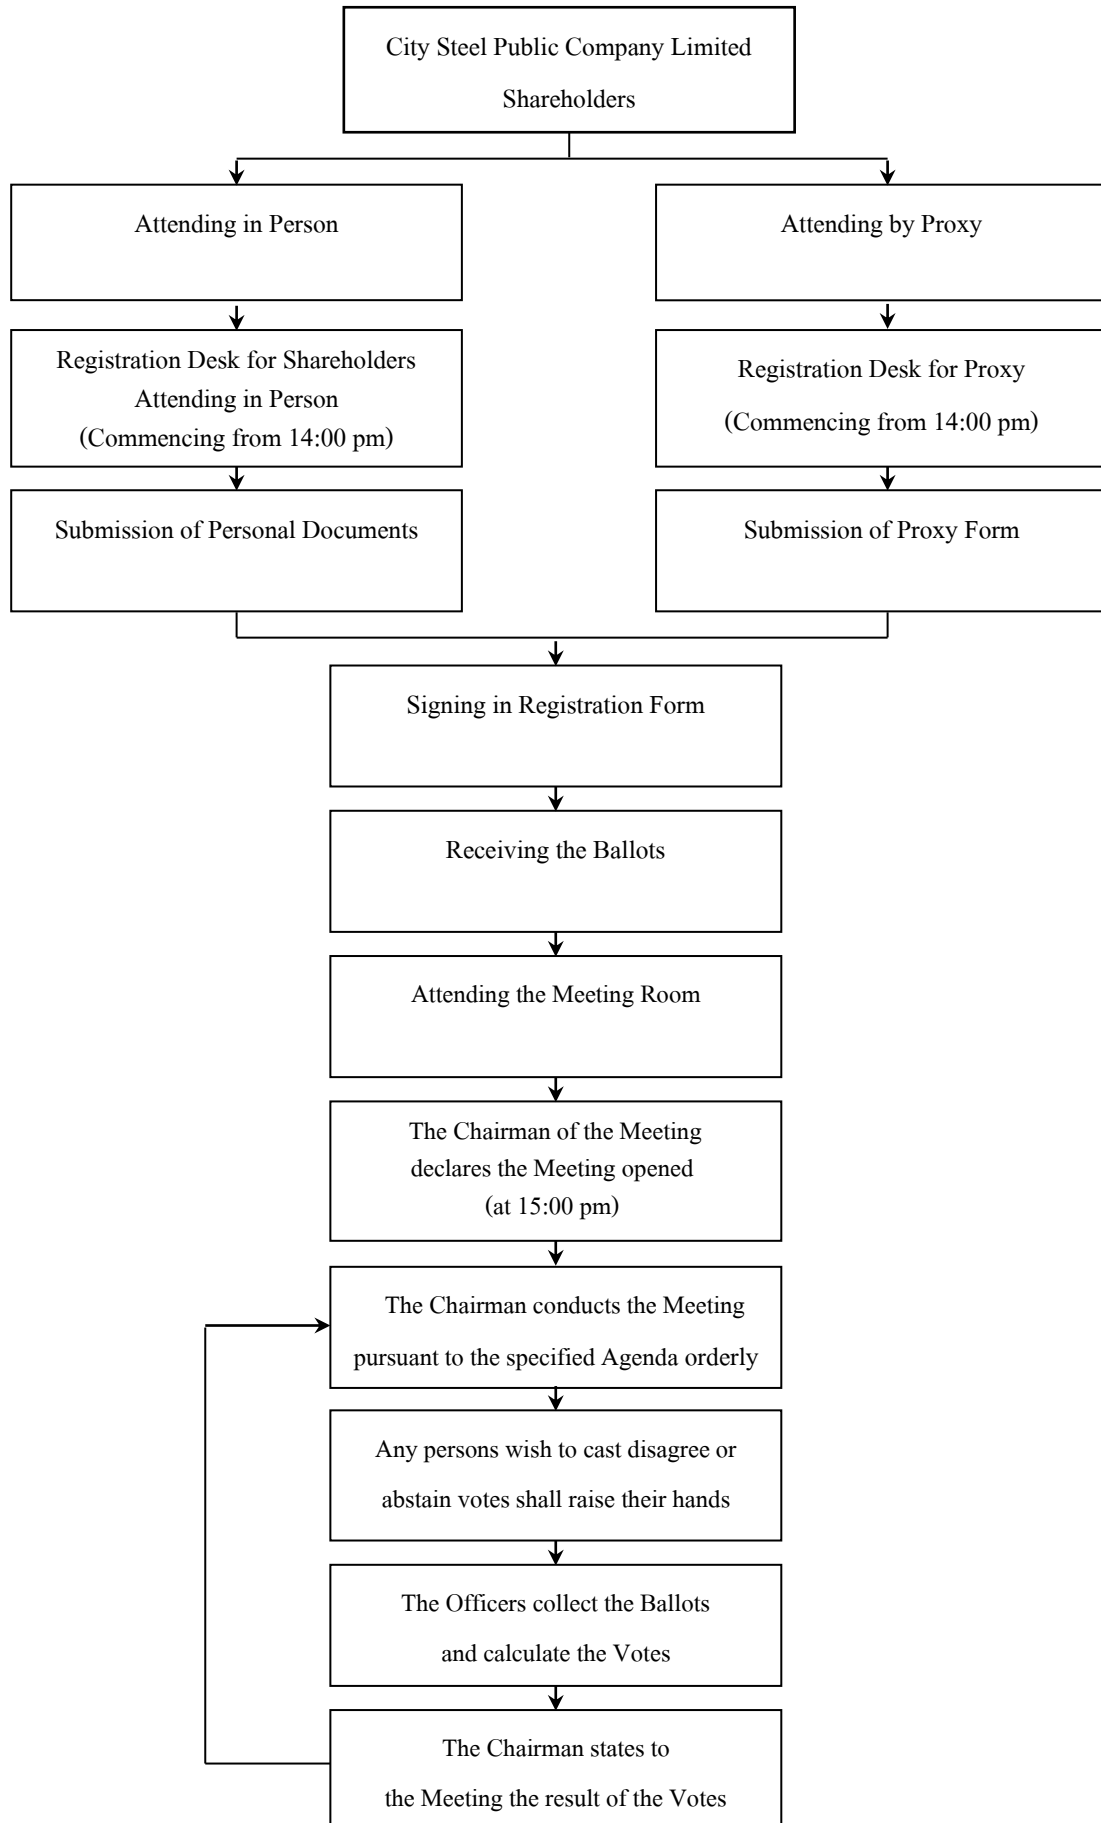 City Steel Public Company Limited
Shareholders
Attending in Person
Attending by Proxy
Registration Desk for Shareholders
Attending in Person
(Commencing from 14:00 pm)
Registration Desk for Proxy
(Commencing from 14:00 pm)
Submission of Personal Documents
Submission of Proxy Form
Signing in Registration Form
Receiving the Ballots
Attending the Meeting Room
The Chairman of the Meeting
declares the Meeting opened
(at 15:00 pm)
The Chairman conducts the Meeting
pursuant to the specified Agenda orderly
Any persons wish to cast disagree or
abstain votes shall raise their hands
The Officers collect the Ballots
and calculate the Votes
The Chairman states to
the Meeting the result of the Votes